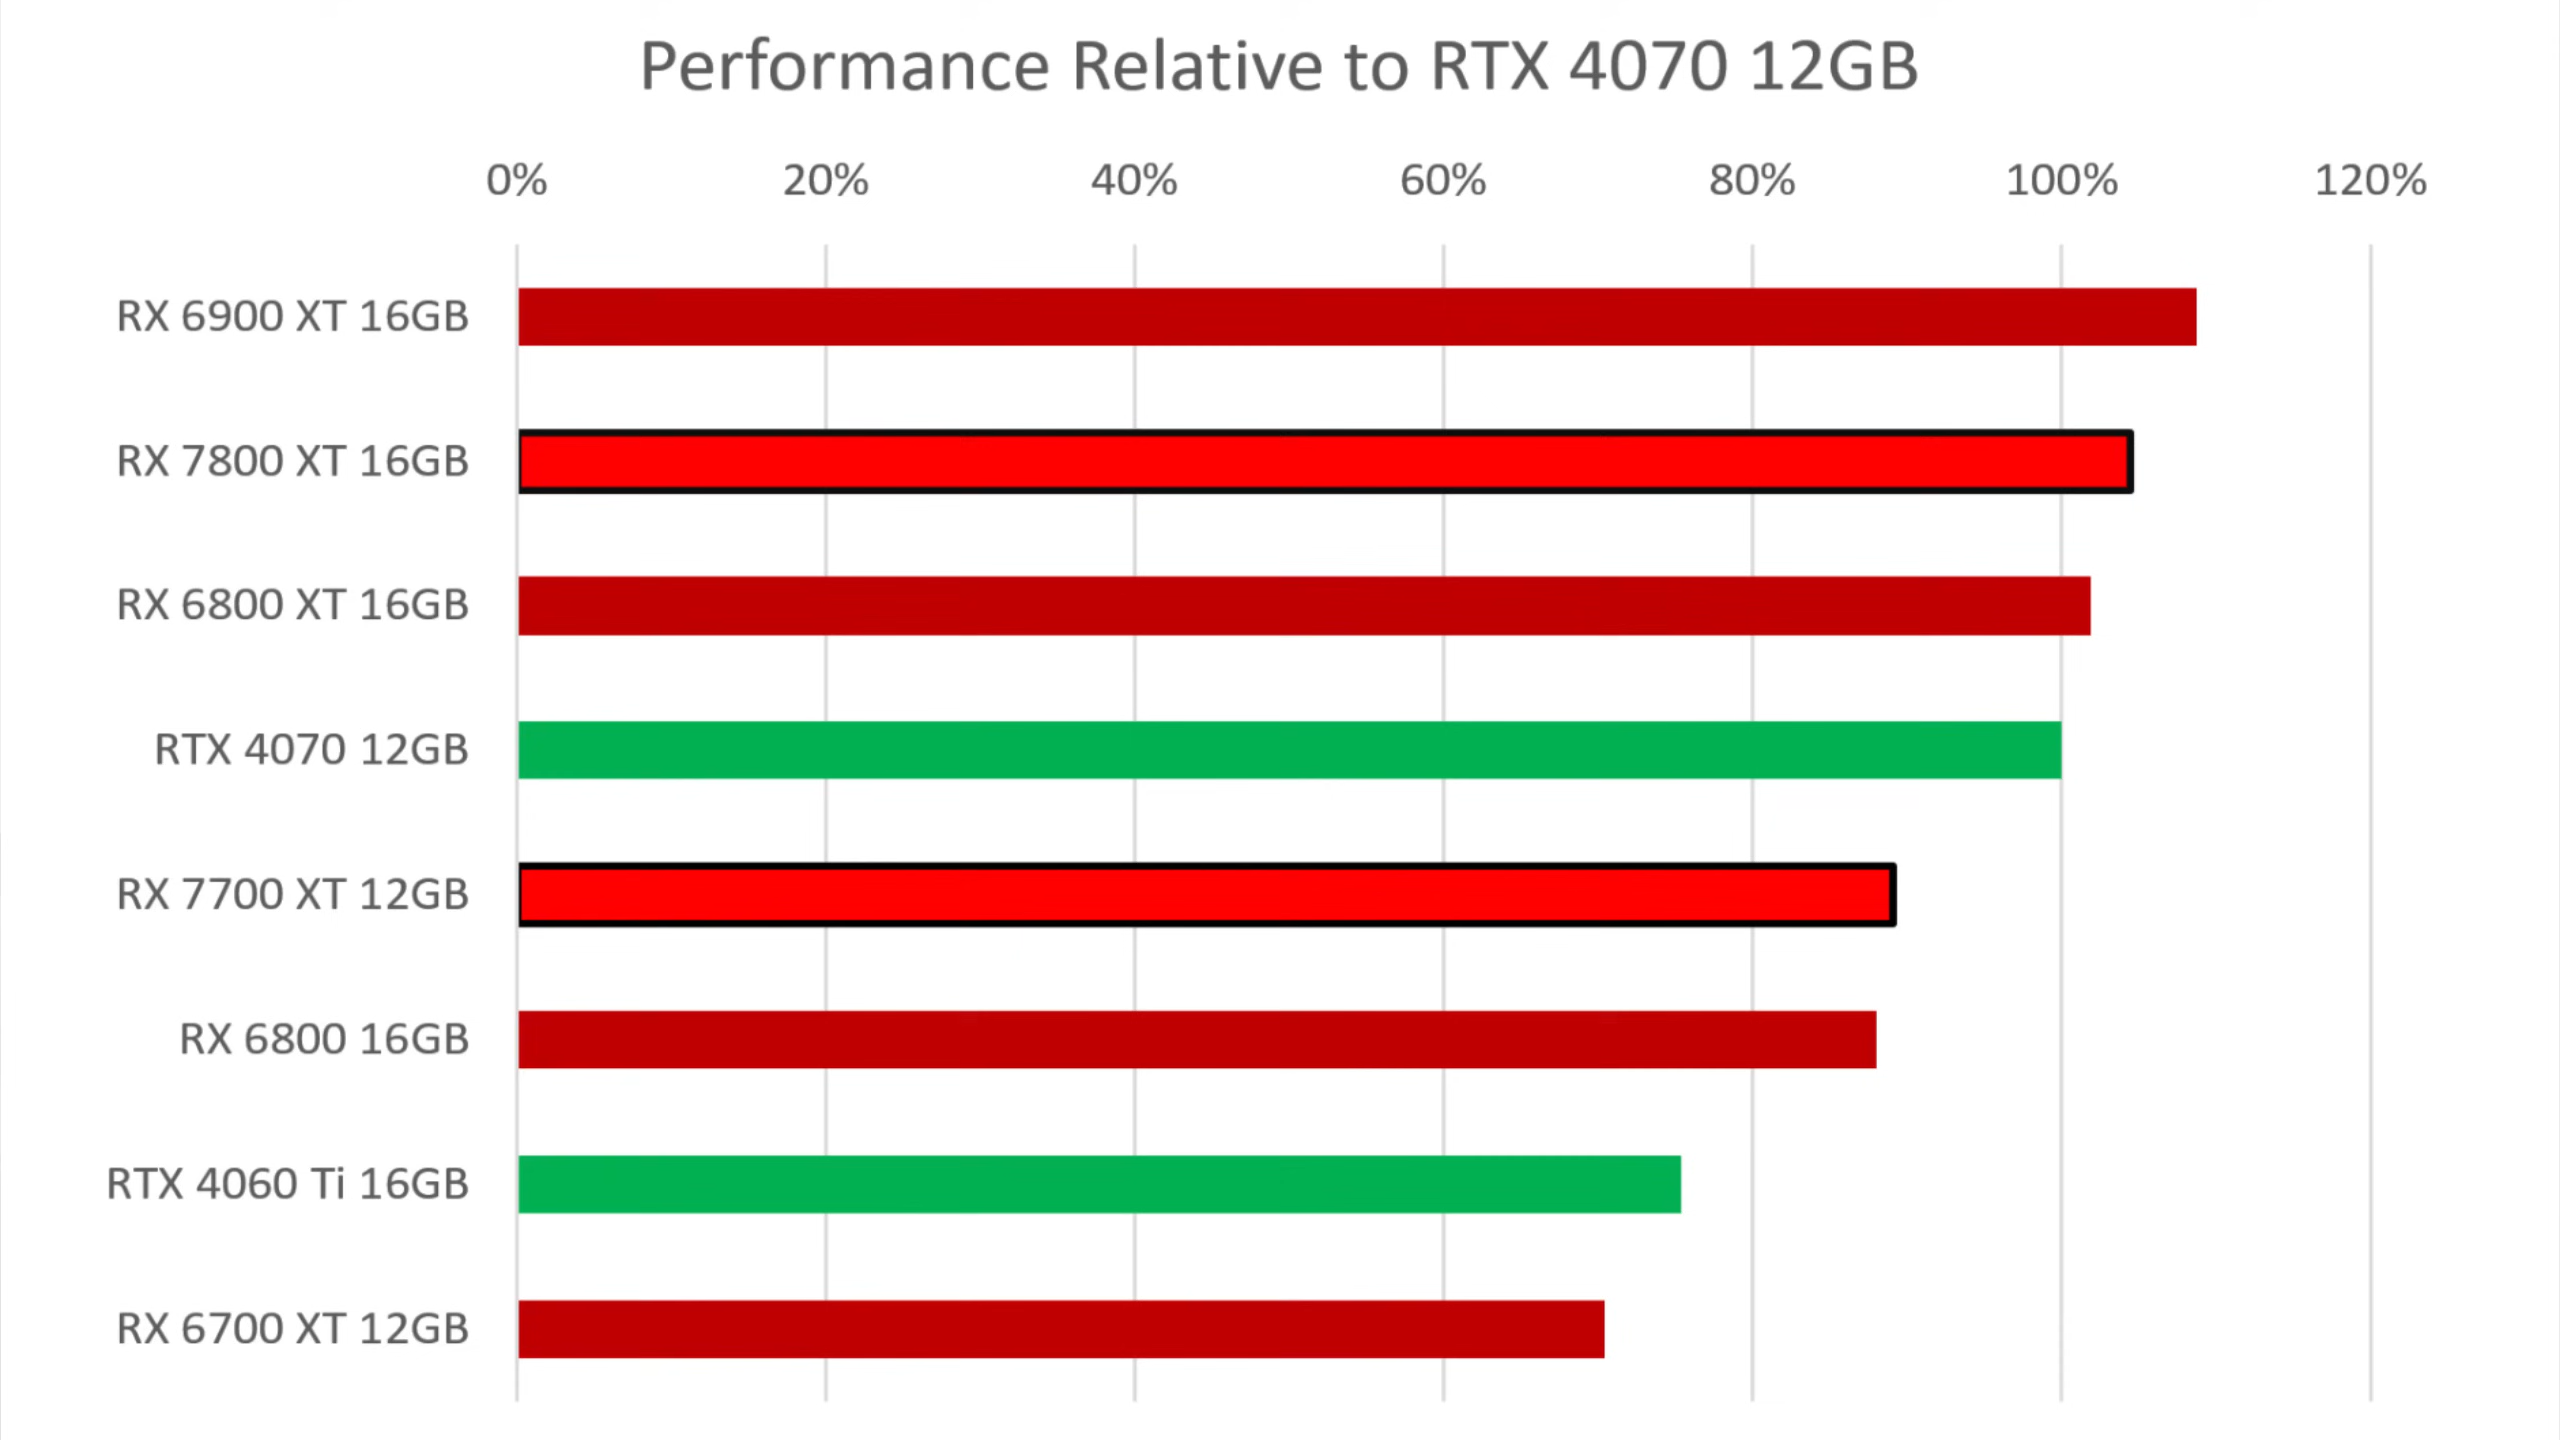 Performance Relative to RTX 4070 12GB
0% 20% 40% 60% 80% 100% 120%
RX 6900 XT 16GB
RX 7800 XT 16GB
RX 6800 XT 16GB
RTX 4070 12GB
RX 7700 XT 12GB
RX 6800 16GB
RTX 4060 Ti 16GB
RX 6700 XT 12GB